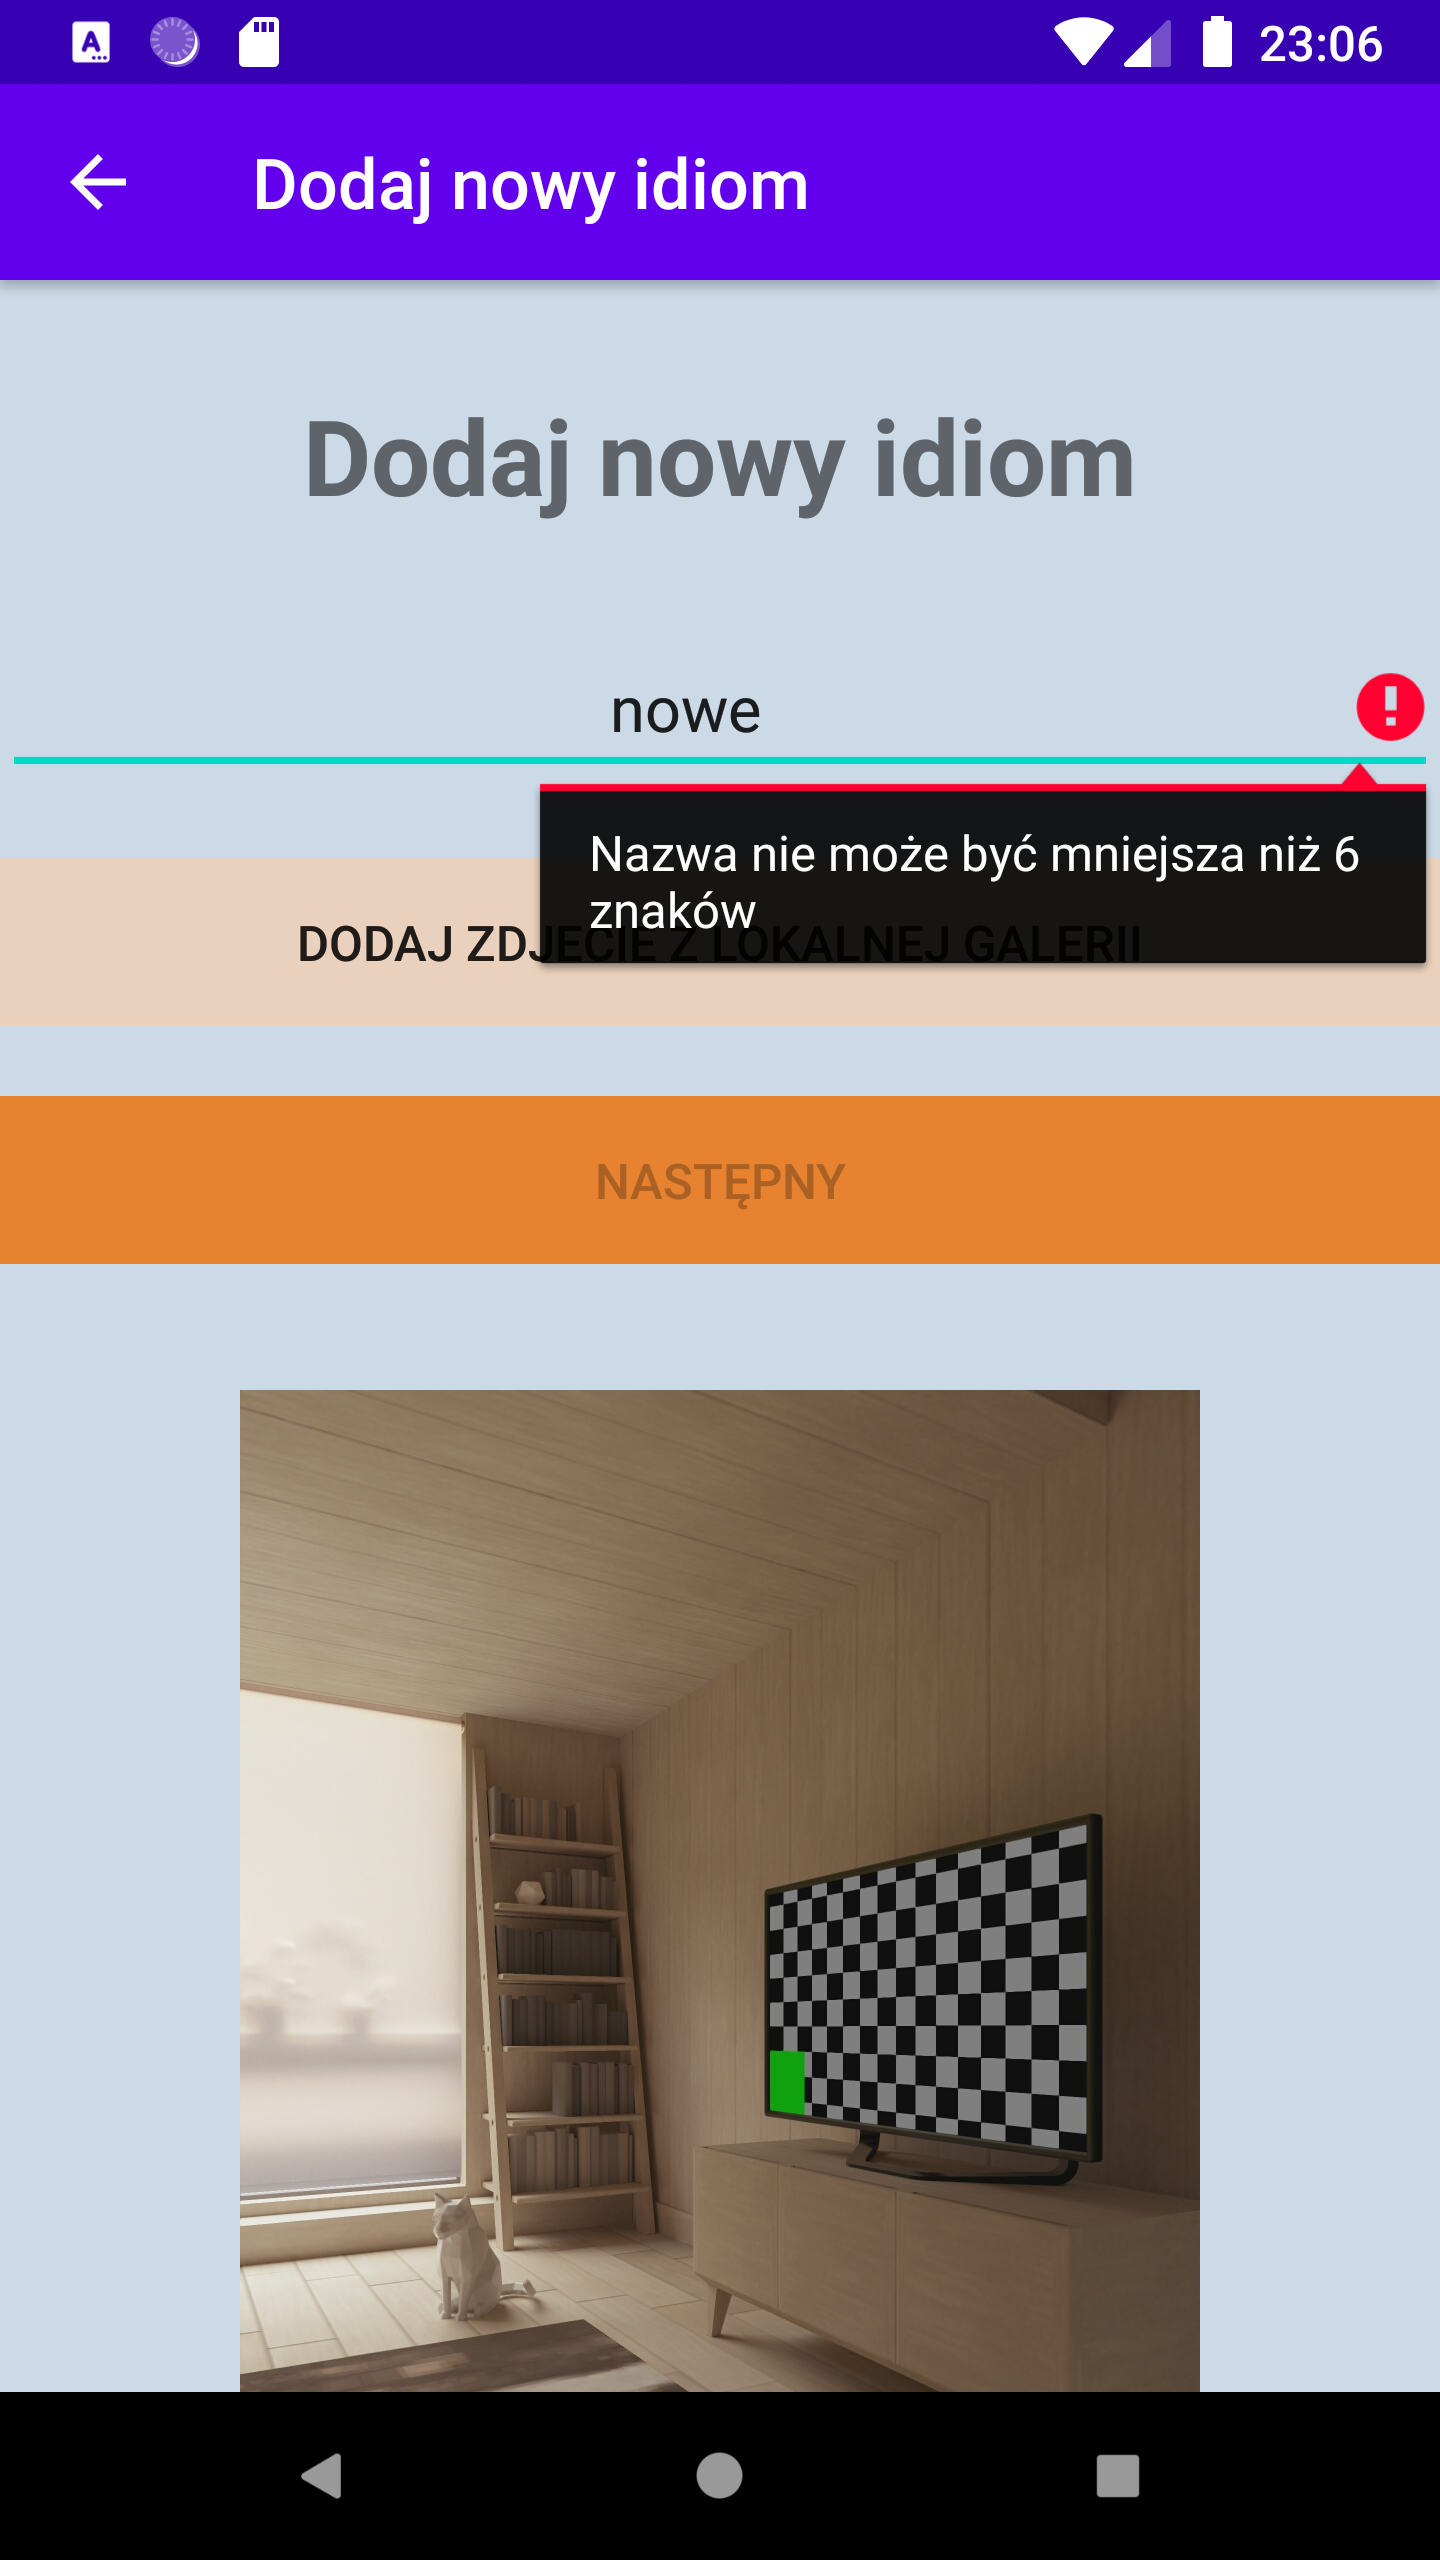 23:06
Dodaj nowy idiom
Dodaj nowy idiom
nowe
Nazwa nie może być mniejsza niż 6
znaków
DODAJ ZDJECIE Z LOKALNEJ GALERII
NASTĘPNY